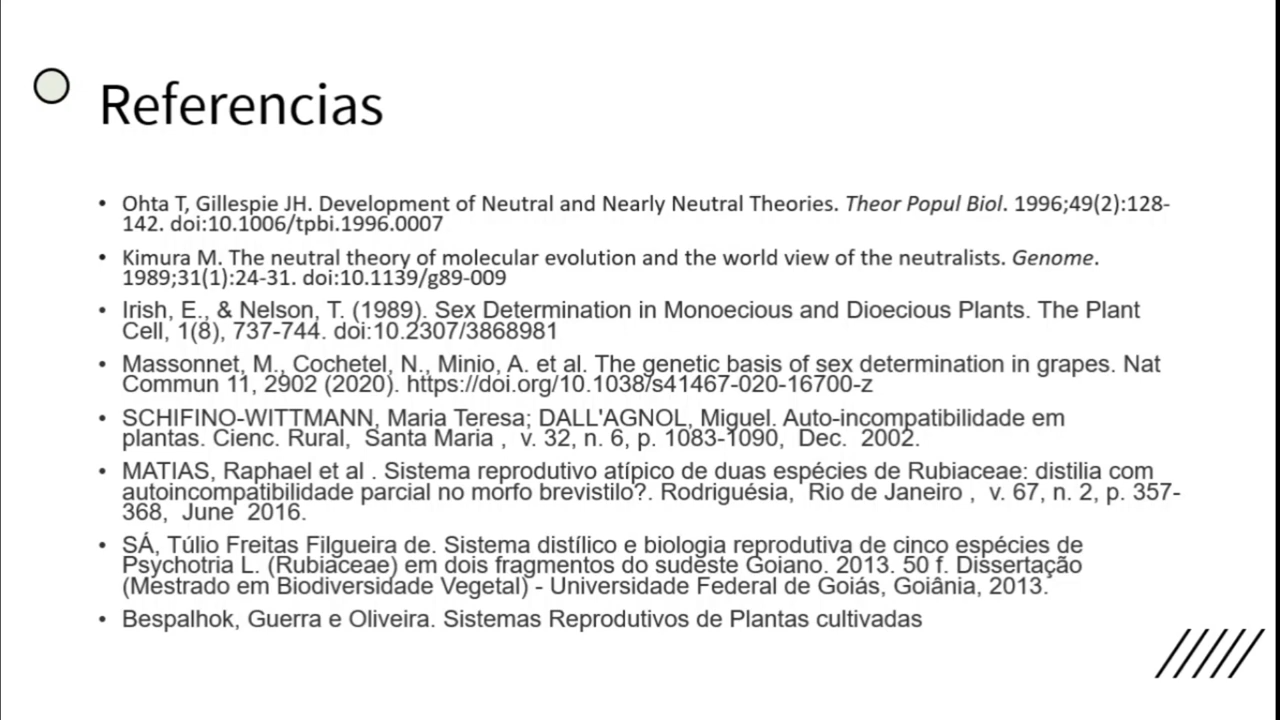 Referencias
• Ohta T, Gillespie JH. Development of Neutral and Nearly Neutral Theories. Theor Popul Biol. 1996;49(2):128-
142. doi:10.1006/tpbi.1996.0007
• Kimura M. The neutral theory of molecular evolution and the world view of the neutralists. Genome.
1989;31(1):24-31. doi:10.1139/g89-009
• Irish, E., & Nelson, T. (1989). Sex Determination in Monoecious and Dioecious Plants. The Plant
Cell, 1(8), 737-744. doi:10.2307/3868981
• Massonnet, M., Cochetel, N., Minio, A. et al. The genetic basis of sex determination in grapes. Nat
Commun 11, 2902 (2020). https://doi.org/10.1038/s41467-020-16700-z
• SCHIFINO-WITTMANN, Maria Teresa; DALL'AGNOL, Miguel. Auto-incompatibilidade em
plantas. Cienc. Rural, Santa Maria , v. 32, n. 6, p. 1083-1090, Dec. 2002.
• MATIAS, Raphael et al . Sistema reprodutivo atípico de duas espécies de Rubiaceae: distilia com
autoincompatibilidade parcial no morfo brevistilo?. Rodriguésia, Rio de Janeiro , v. 67, n. 2, p. 357-
368, June 2016.
• SÁ, Túlio Freitas Filgueira de. Sistema distílico e biologia reprodutiva de cinco espécies de
Psychotria L. (Rubiaceae) em dois fragmentos do sudeste Goiano. 2013. 50 f. Dissertação
(Mestrado em Biodiversidade Vegetal) - Universidade Federal de Goiás, Goiânia, 2013.
• Bespalhok, Guerra e Oliveira. Sistemas Reprodutivos de Plantas cultivadas